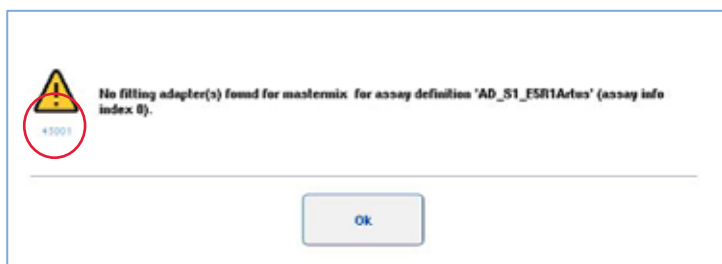 No fitting adapter(s) found for mastermix for assay definition 'AD_S1_ESR1Artus' (assay info
index 0).
Ok